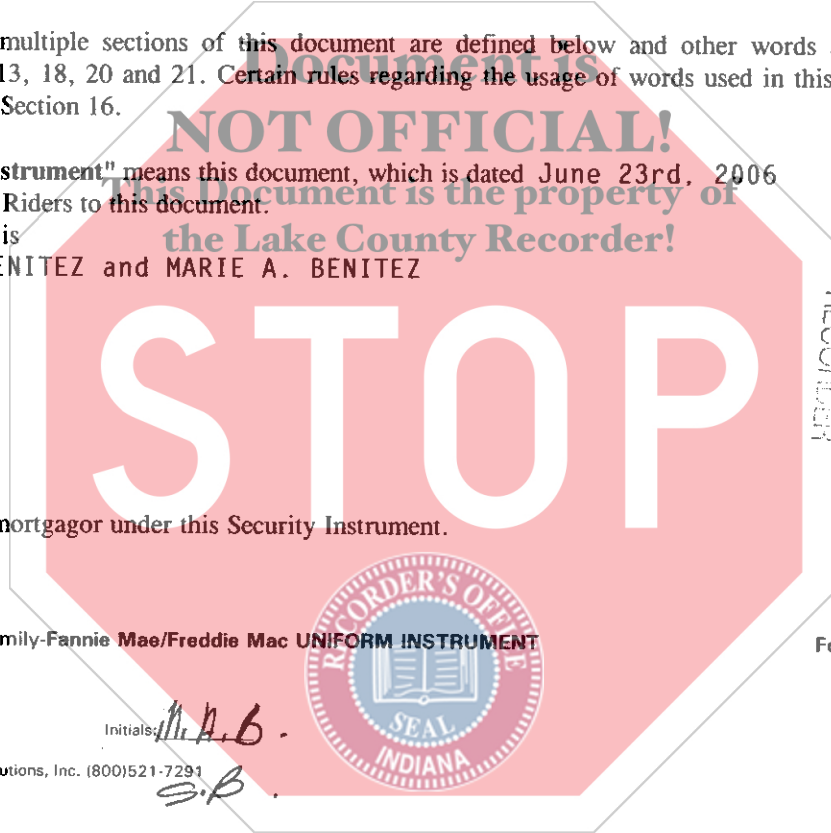 multiple sections of this document are defined below and other words
Document is
13, 18, 20 and 21. Certain rules regarding the usage of words used in this
Section 16.
NOT OFFICIAL!
strument" means this document, which is dated June 23rd, 2006
This Document is the property of
Riders to this document.
is
the Lake County Recorder!
ENITEZ and MARIE A. BENITEZ
RECORDER
STOP
mortgagor under this Security Instrument.
mily-Fannie Mae/Freddie Mac UNIFORM INSTRUMENT
Fo
RECORDER'S OFFICE
SEAL
INDIANA
Initials: M.A.B.
utions, Inc. (800)521-7291
S.B.